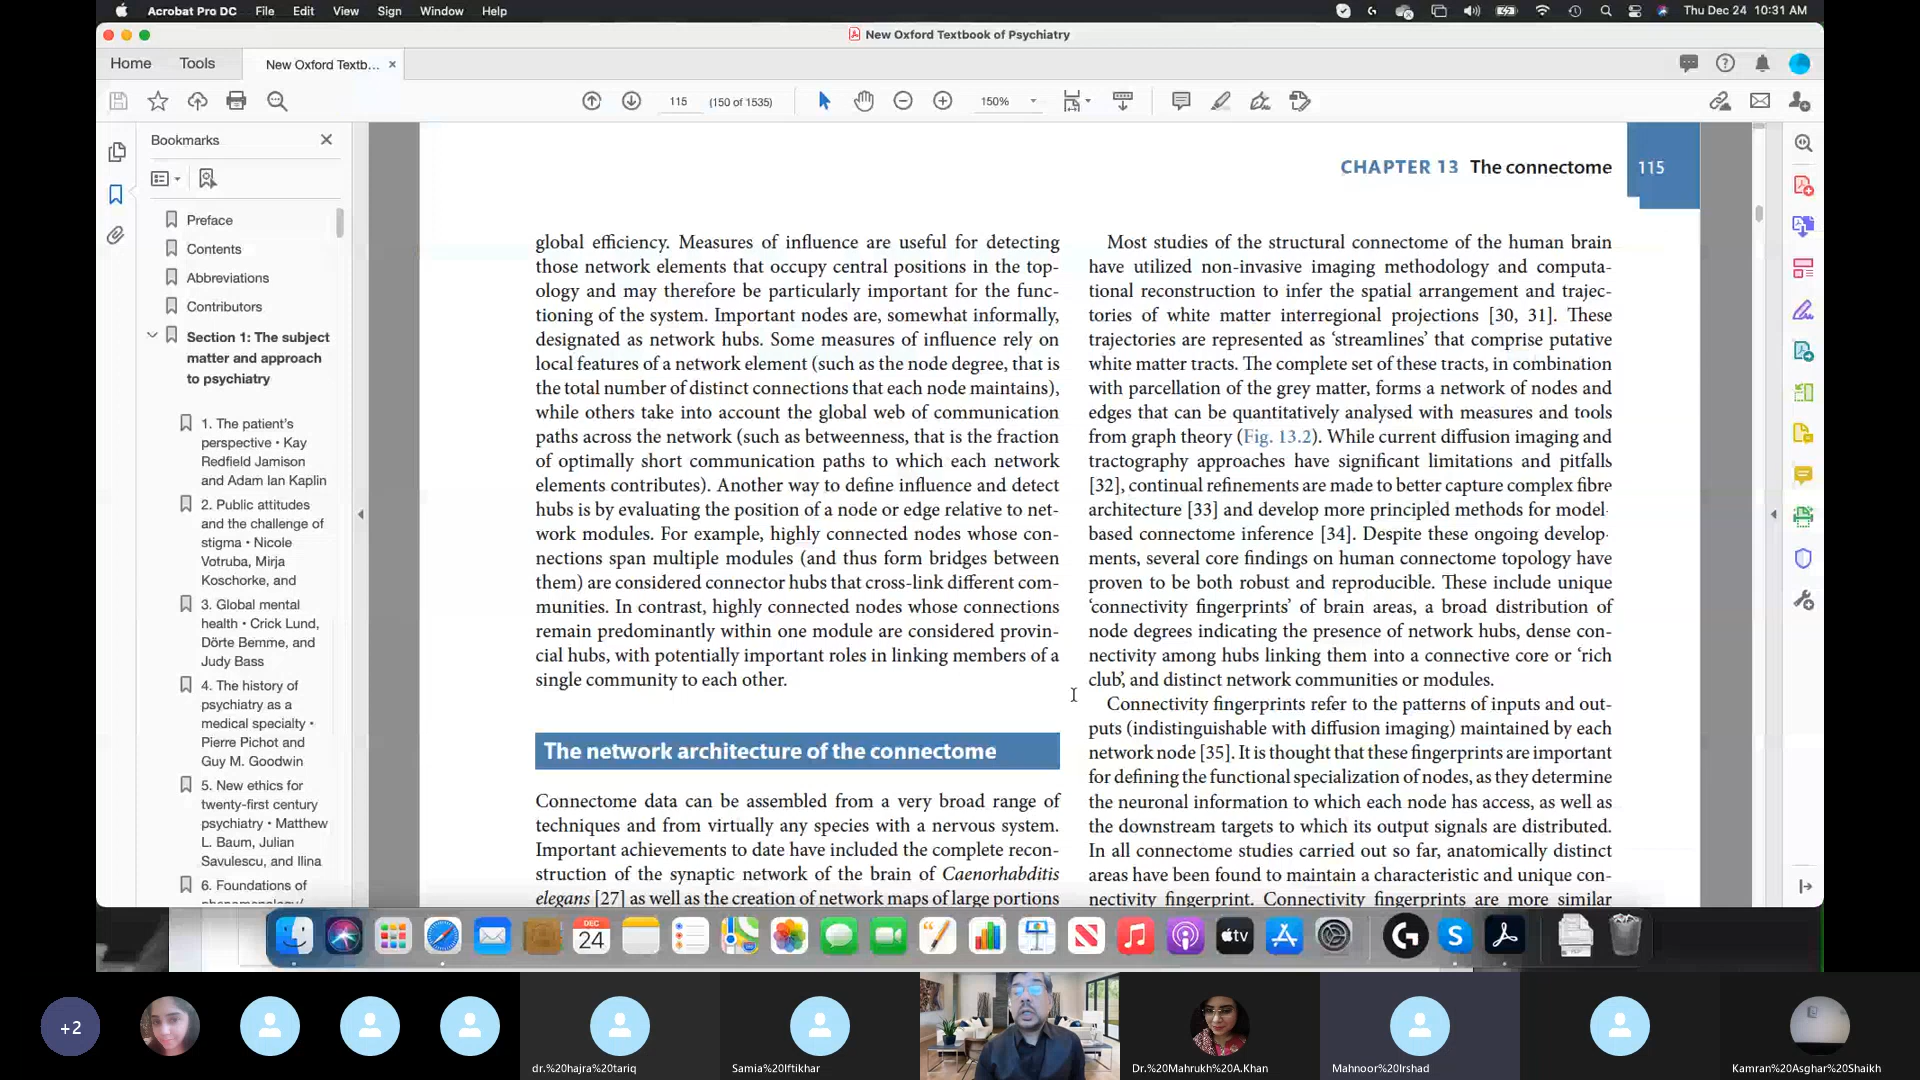 Acrobat Pro DC File Edit View Sign Window Help
Thu Dec 24 10:31 AM
New Oxford Textbook of Psychiatry
Home Tools New Oxford Textb... ×
115 (150 of 1535) 150%
Bookmarks
Preface
Contents
Abbreviations
Contributors
Section 1: The subject
matter and approach
to psychiatry
1. The patient's
perspective • Kay
Redfield Jamison
and Adam Ian Kaplin
2. Public attitudes
and the challenge of
stigma • Nicole
Votruba, Mirja
Koschorke, and
3. Global mental
health • Crick Lund,
Dörte Bemme, and
Judy Bass
4. The history of
psychiatry as a
medical specialty •
Pierre Pichot and
Guy M. Goodwin
5. New ethics for
twenty-first century
psychiatry • Matthew
L. Baum, Julian
Savulescu, and Ilina
6. Foundations of
phenomenology/
CHAPTER 13 The connectome 115
global efficiency. Measures of influence are useful for detecting
those network elements that occupy central positions in the top-
ology and may therefore be particularly important for the func-
tioning of the system. Important nodes are, somewhat informally,
designated as network hubs. Some measures of influence rely on
local features of a network element (such as the node degree, that is
the total number of distinct connections that each node maintains),
while others take into account the global web of communication
paths across the network (such as betweenness, that is the fraction
of optimally short communication paths to which each network
elements contributes). Another way to define influence and detect
hubs is by evaluating the position of a node or edge relative to net-
work modules. For example, highly connected nodes whose con-
nections span multiple modules (and thus form bridges between
them) are considered connector hubs that cross-link different com-
munities. In contrast, highly connected nodes whose connections
remain predominantly within one module are considered provin-
cial hubs, with potentially important roles in linking members of a
single community to each other.
The network architecture of the connectome
Connectome data can be assembled from a very broad range of
techniques and from virtually any species with a nervous system.
Important achievements to date have included the complete recon-
struction of the synaptic network of the brain of Caenorhabditis
elegans [27] as well as the creation of network maps of large portions
Most studies of the structural connectome of the human brain
have utilized non-invasive imaging methodology and computa-
tional reconstruction to infer the spatial arrangement and trajec-
tories of white matter interregional projections [30, 31]. These
trajectories are represented as 'streamlines' that comprise putative
white matter tracts. The complete set of these tracts, in combination
with parcellation of the grey matter, forms a network of nodes and
edges that can be quantitatively analysed with measures and tools
from graph theory (Fig. 13.2). While current diffusion imaging and
tractography approaches have significant limitations and pitfalls
[32], continual refinements are made to better capture complex fibre
architecture [33] and develop more principled methods for model-
based connectome inference [34]. Despite these ongoing develop-
ments, several core findings on human connectome topology have
proven to be both robust and reproducible. These include unique
'connectivity fingerprints' of brain areas, a broad distribution of
node degrees indicating the presence of network hubs, dense con-
nectivity among hubs linking them into a connective core or 'rich
club', and distinct network communities or modules.
Connectivity fingerprints refer to the patterns of inputs and out-
puts (indistinguishable with diffusion imaging) maintained by each
network node [35]. It is thought that these fingerprints are important
for defining the functional specialization of nodes, as they determine
the neuronal information to which each node has access, as well as
the downstream targets to which its output signals are distributed.
In all connectome studies carried out so far, anatomically distinct
areas have been found to maintain a characteristic and unique con-
nectivity fingerprint. Connectivity fingerprints are more similar
DEC
24
tv
+2
dr.%20hajra%20tariq
Samia%20Iftikhar
Dr.%20Mahrukh%20A.Khan
Mahnoor%20Irshad
Kamran%20Asghar%20Shaikh